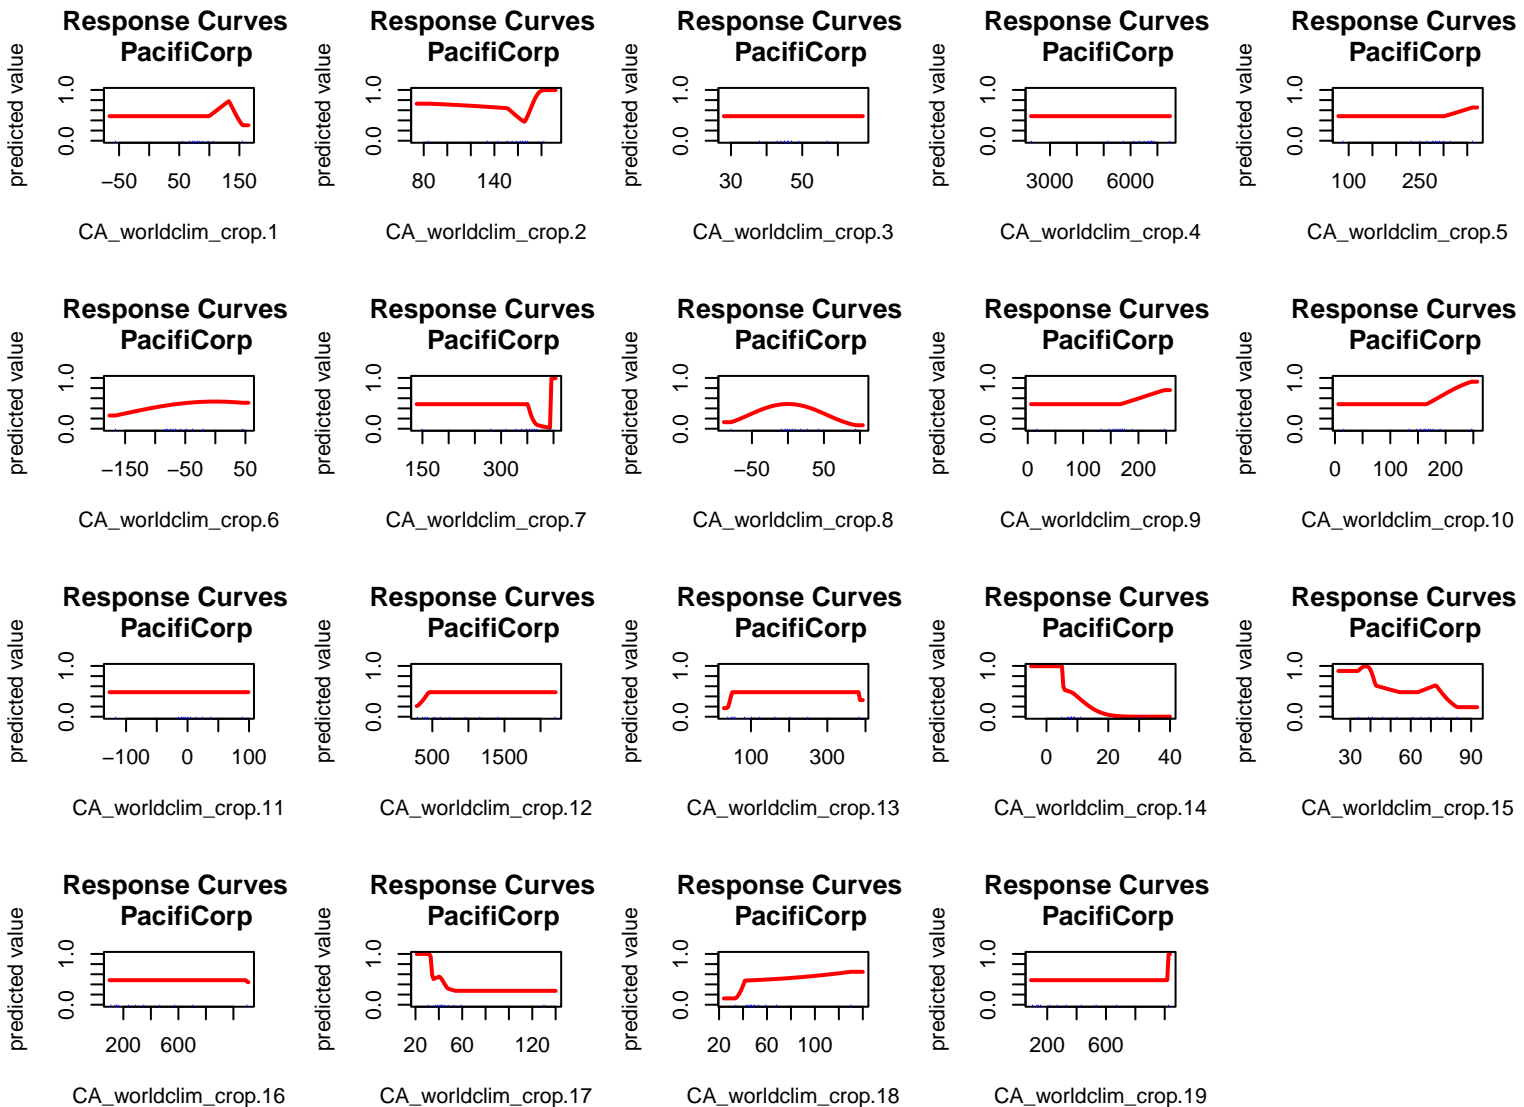 Response Curves Response Curves Response Curves Response Curves Response Curves
PacifiCorp PacifiCorp PacifiCorp PacifiCorp PacifiCorp
predicted value predicted value predicted value predicted value predicted value
0.0 1.0 0.0 1.0 0.0 1.0 0.0 1.0 0.0 1.0
−50 50 150 80 140 30 50 3000 6000 100 250
CA_worldclim_crop.1 CA_worldclim_crop.2 CA_worldclim_crop.3 CA_worldclim_crop.4 CA_worldclim_crop.5
Response Curves Response Curves Response Curves Response Curves Response Curves
PacifiCorp PacifiCorp PacifiCorp PacifiCorp PacifiCorp
predicted value predicted value predicted value predicted value predicted value
0.0 1.0 0.0 1.0 0.0 1.0 0.0 1.0 0.0 1.0
−150 −50 50 150 300 −50 50 0 100 200 0 100 200
CA_worldclim_crop.6 CA_worldclim_crop.7 CA_worldclim_crop.8 CA_worldclim_crop.9 CA_worldclim_crop.10
Response Curves Response Curves Response Curves Response Curves Response Curves
PacifiCorp PacifiCorp PacifiCorp PacifiCorp PacifiCorp
predicted value predicted value predicted value predicted value predicted value
0.0 1.0 0.0 1.0 0.0 1.0 0.0 1.0 0.0 1.0
−100 0 100 500 1500 100 300 0 20 40 30 60 90
CA_worldclim_crop.11 CA_worldclim_crop.12 CA_worldclim_crop.13 CA_worldclim_crop.14 CA_worldclim_crop.15
Response Curves Response Curves Response Curves Response Curves
PacifiCorp PacifiCorp PacifiCorp PacifiCorp
predicted value predicted value predicted value predicted value
0.0 1.0 0.0 1.0 0.0 1.0 0.0 1.0
200 600 20 60 120 20 60 100 200 600
CA_worldclim_crop.16 CA_worldclim_crop.17 CA_worldclim_crop.18 CA_worldclim_crop.19